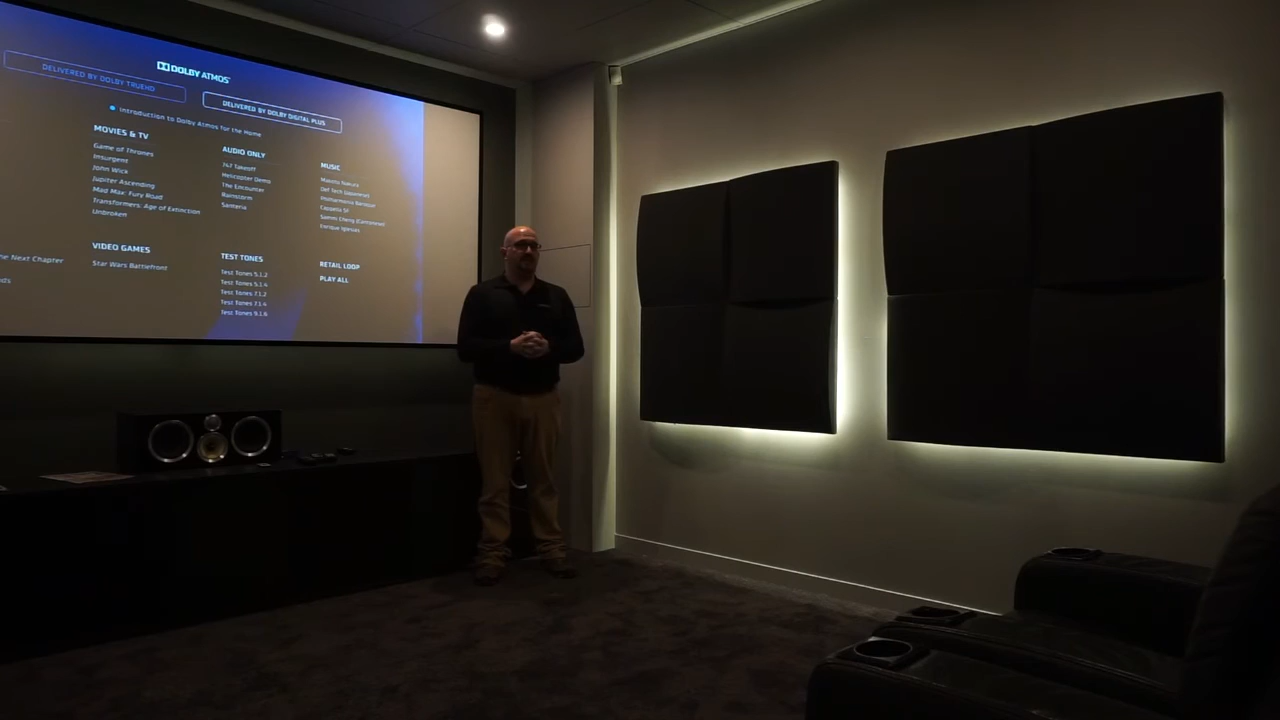 DOLBY ATMOS
DELIVERED BY DOLBY TRUEHD
DELIVERED BY DOLBY DIGITAL PLUS
Introduction to Dolby Atmos for the Home
MOVIES & TV
Game of Thrones
Insurgent
John Wick
Jupiter Ascending
Mad Max: Fury Road
Transformers: Age of Extinction
Unbroken
AUDIO ONLY
747 Takeoff
Helicopter Demo
The Encounter
Rainstorm
Santeria
MUSIC
Def Tech (Japanese)
Philharmonia Baroque
Cappella SF
Enrique Iglesias
he Next Chapter
VIDEO GAMES
Star Wars Battlefront
TEST TONES
Test Tones 5.1.2
Test Tones 5.1.4
Test Tones 7.1.2
Test Tones 7.1.4
Test Tones 9.1.6
RETAIL LOOP
PLAY ALL